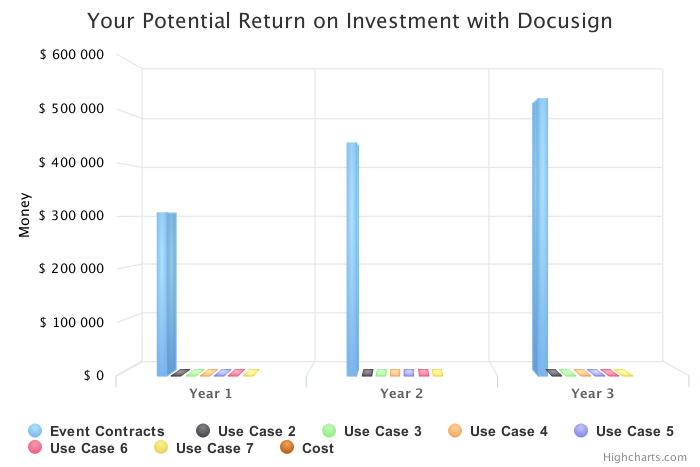 Your Potential Return on Investment with Docusign
$ 600 000
$ 500 000
$ 400 000
$ 300 000
$ 200 000
$ 100 000
$ 0
Money
Year 1
Year 2
Year 3
Event Contracts Use Case 2 Use Case 3 Use Case 4 Use Case 5
Use Case 6 Use Case 7 Cost
Highcharts.com